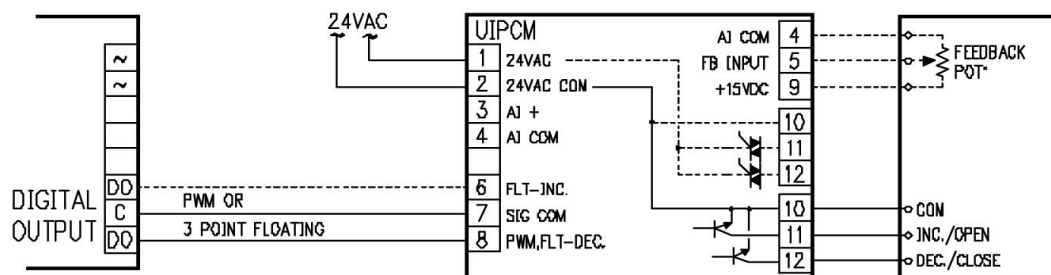 24VAC
UIPCM
~
~
DO
C
DO
DIGITAL
OUTPUT
PWM OR
3 POINT FLOATING
1 24VAC
2 24VAC CON
3 AI +
4 AI COM
6 FLT-INC.
7 SIG COM
8 PWM,FLT-DEC.
AI COM 4
FB INPUT 5
+15VDC 9
10
11
12
10
11
12
FEEDBACK
POT"
CON
INC./OPEN
DEC./CLOSE